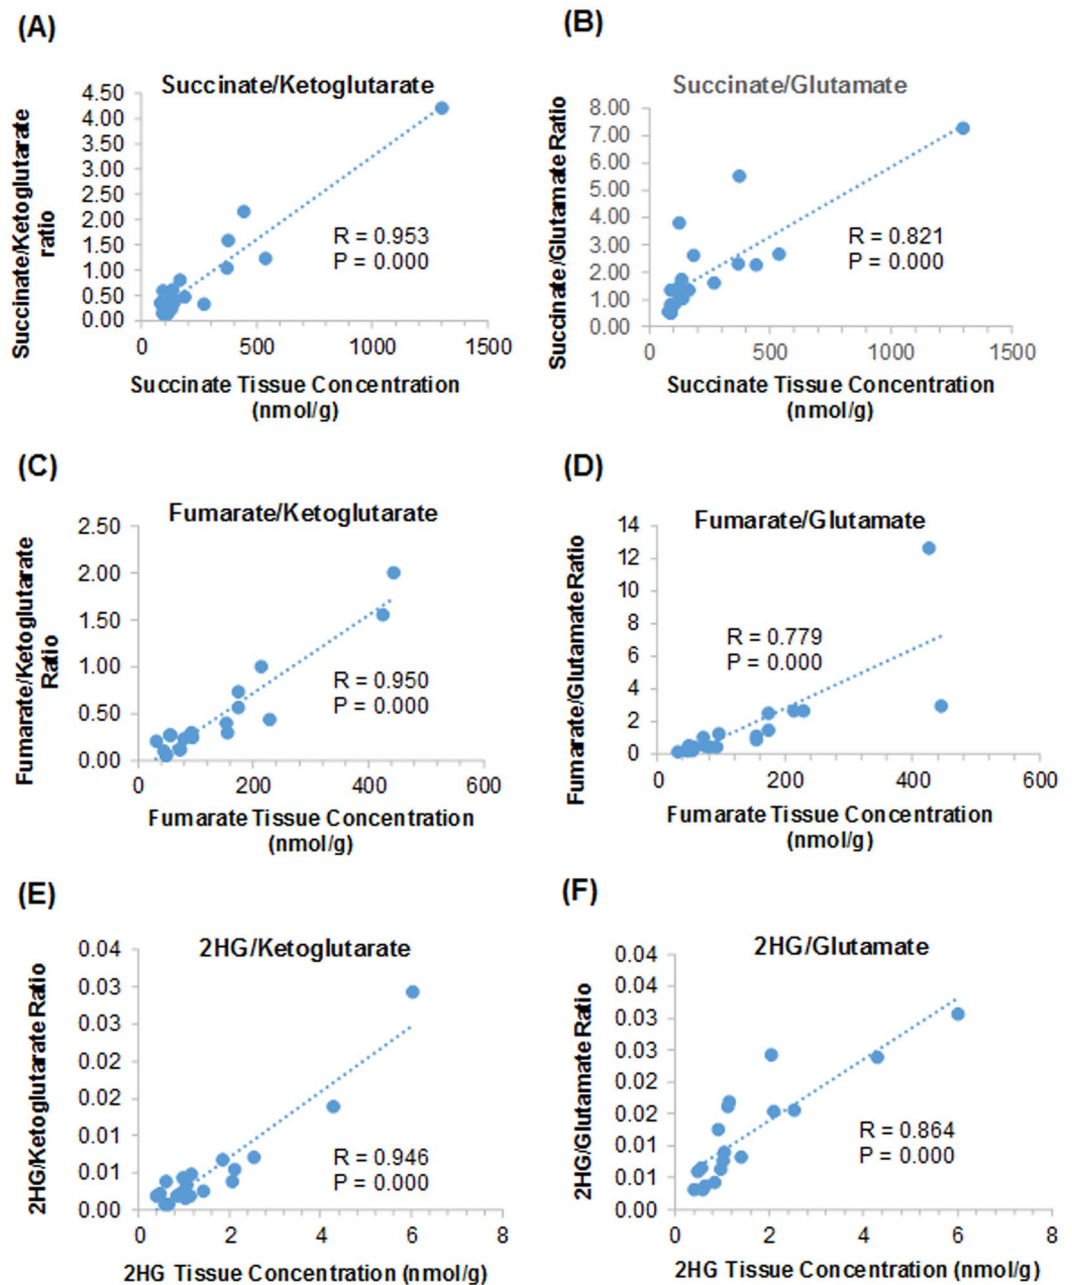 (A)
Succinate/Ketoglutarate
4.50
4.00
3.50
3.00
2.50
2.00
1.50
1.00
0.50
0.00
Succinate/Ketoglutarate
ratio
R = 0.953
P = 0.000
0 500 1000 1500
Succinate Tissue Concentration
(nmol/g)
(B)
Succinate/Glutamate
8.00
7.00
6.00
5.00
4.00
3.00
2.00
1.00
0.00
Succinate/Glutamate Ratio
R = 0.821
P = 0.000
0 500 1000 1500
Succinate Tissue Concentration
(nmol/g)
(C)
Fumarate/Ketoglutarate
2.50
2.00
1.50
1.00
0.50
0.00
Fumarate/Ketoglutarate
Ratio
R = 0.950
P = 0.000
0 200 400 600
Fumarate Tissue Concentration
(nmol/g)
(D)
Fumarate/Glutamate
14
12
10
8
6
4
2
0
Fumarate/Glutamate Ratio
R = 0.779
P = 0.000
0 200 400 600
Fumarate Tissue Concentration
(nmol/g)
(E)
2HG/Ketoglutarate
0.04
0.03
0.03
0.02
0.02
0.01
0.01
0.00
2HG/Ketoglutarate Ratio
R = 0.946
P = 0.000
0 2 4 6 8
2HG Tissue Concentration (nmol/g)
(F)
2HG/Glutamate
0.04
0.04
0.03
0.03
0.02
0.02
0.01
0.01
0.00
2HG/Glutamate Ratio
R = 0.864
P = 0.000
0 2 4 6 8
2HG Tissue Concentration (nmol/g)